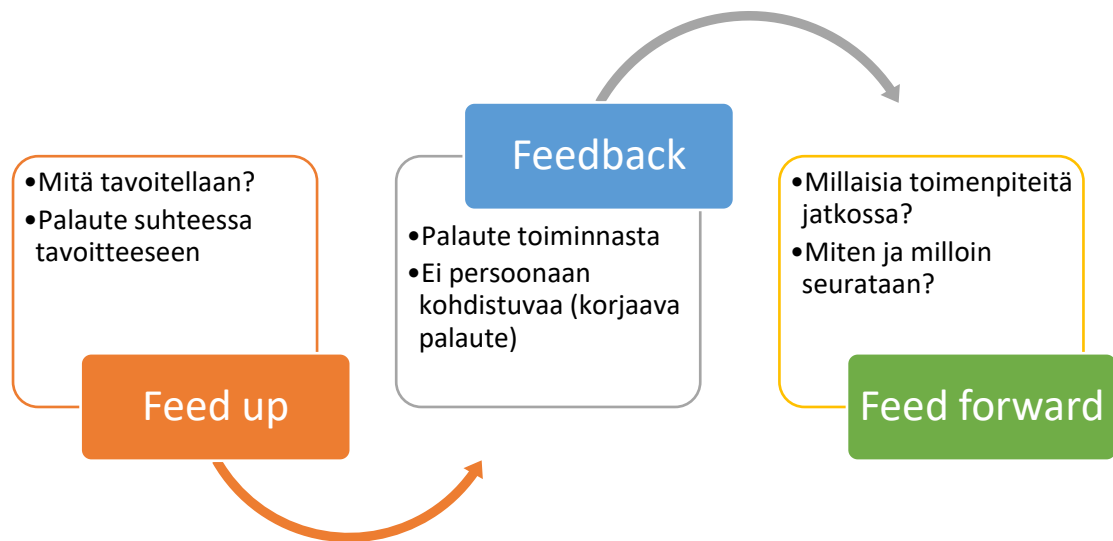 •Mitä tavoitellaan?
•Palaute suhteessa
tavoitteeseen
Feed up
Feedback
•Palaute toiminnasta
•Ei persoonaan
kohdistuvaa (korjaava
palaute)
•Millaisia toimenpiteitä
jatkossa?
•Miten ja milloin
seurataan?
Feed forward